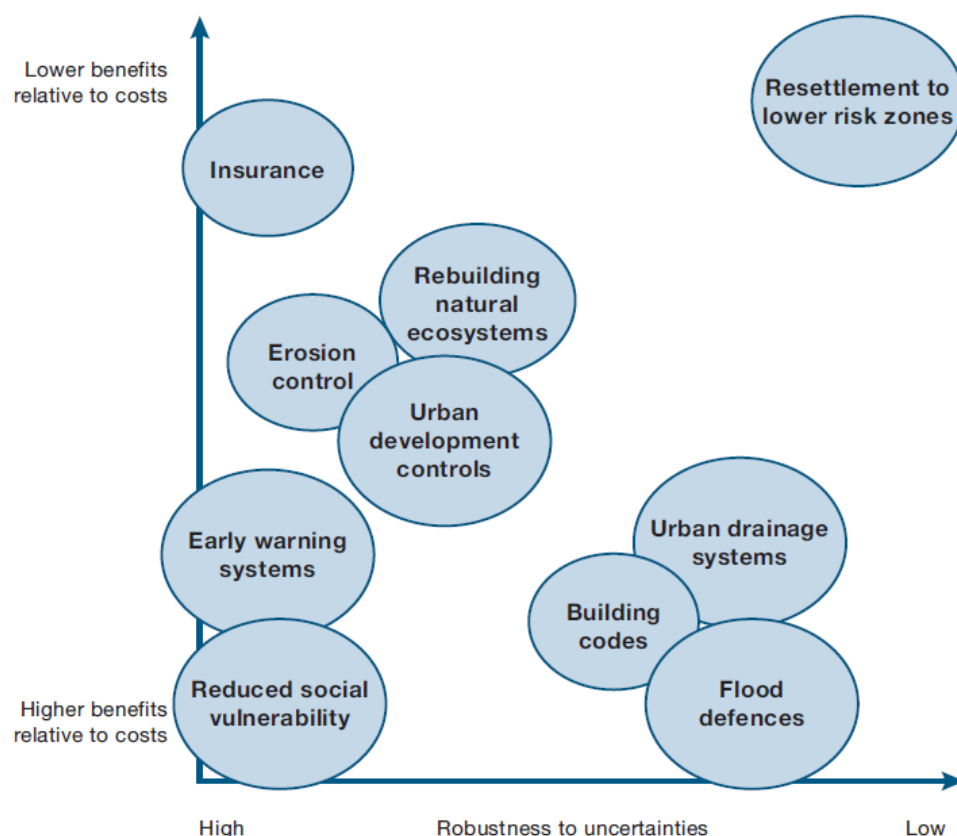 Lower benefits
relative to costs
Resettlement to
lower risk zones
Insurance
Rebuilding
natural
ecosystems
Erosion
control
Urban
development
controls
Early warning
systems
Urban drainage
systems
Building
codes
Reduced social
vulnerability
Flood
defences
Higher benefits
relative to costs
High
Robustness to uncertainties
Low